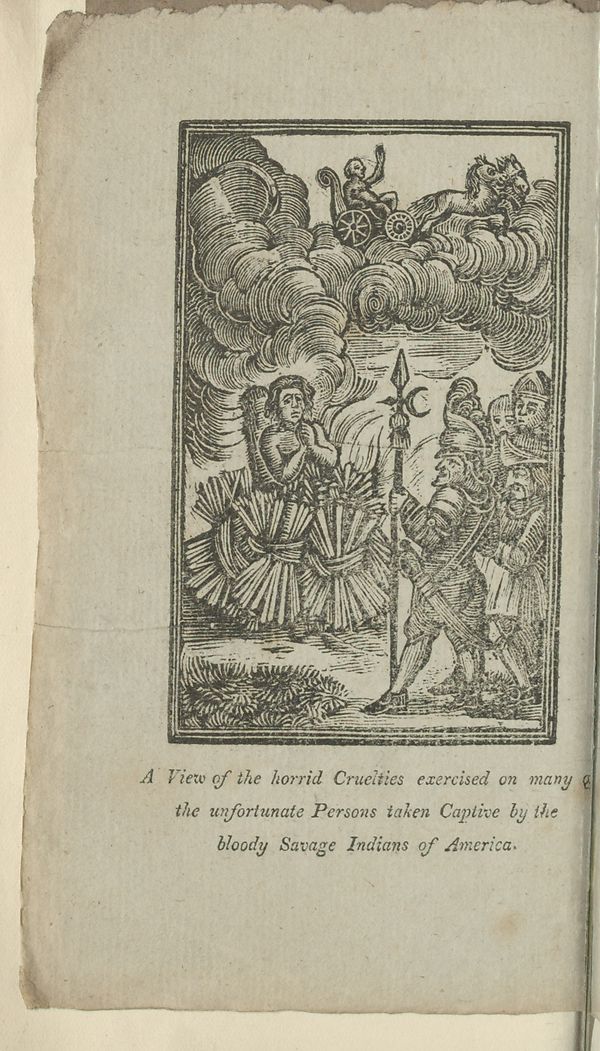 A View of the horrid Cruelties exercised on many
the unfortunate Persons taken Captive by the
bloody Savage Indians of America.